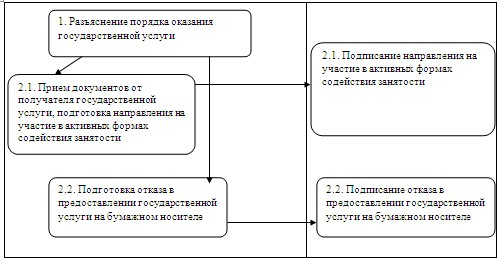 1. Разъяснение порядка оказания
государственной услуги
2.1. Прием документов от
получателя государственной
услуги, подготовка направления на
участие в активных формах
содействия занятости
2.1. Подписание направления на
участие в активных формах
содействия занятости
2.2. Подготовка отказа в
предоставлении государственной
услуги на бумажном носителе
2.2. Подписание отказа в
предоставлении государственной
услуги на бумажном носителе